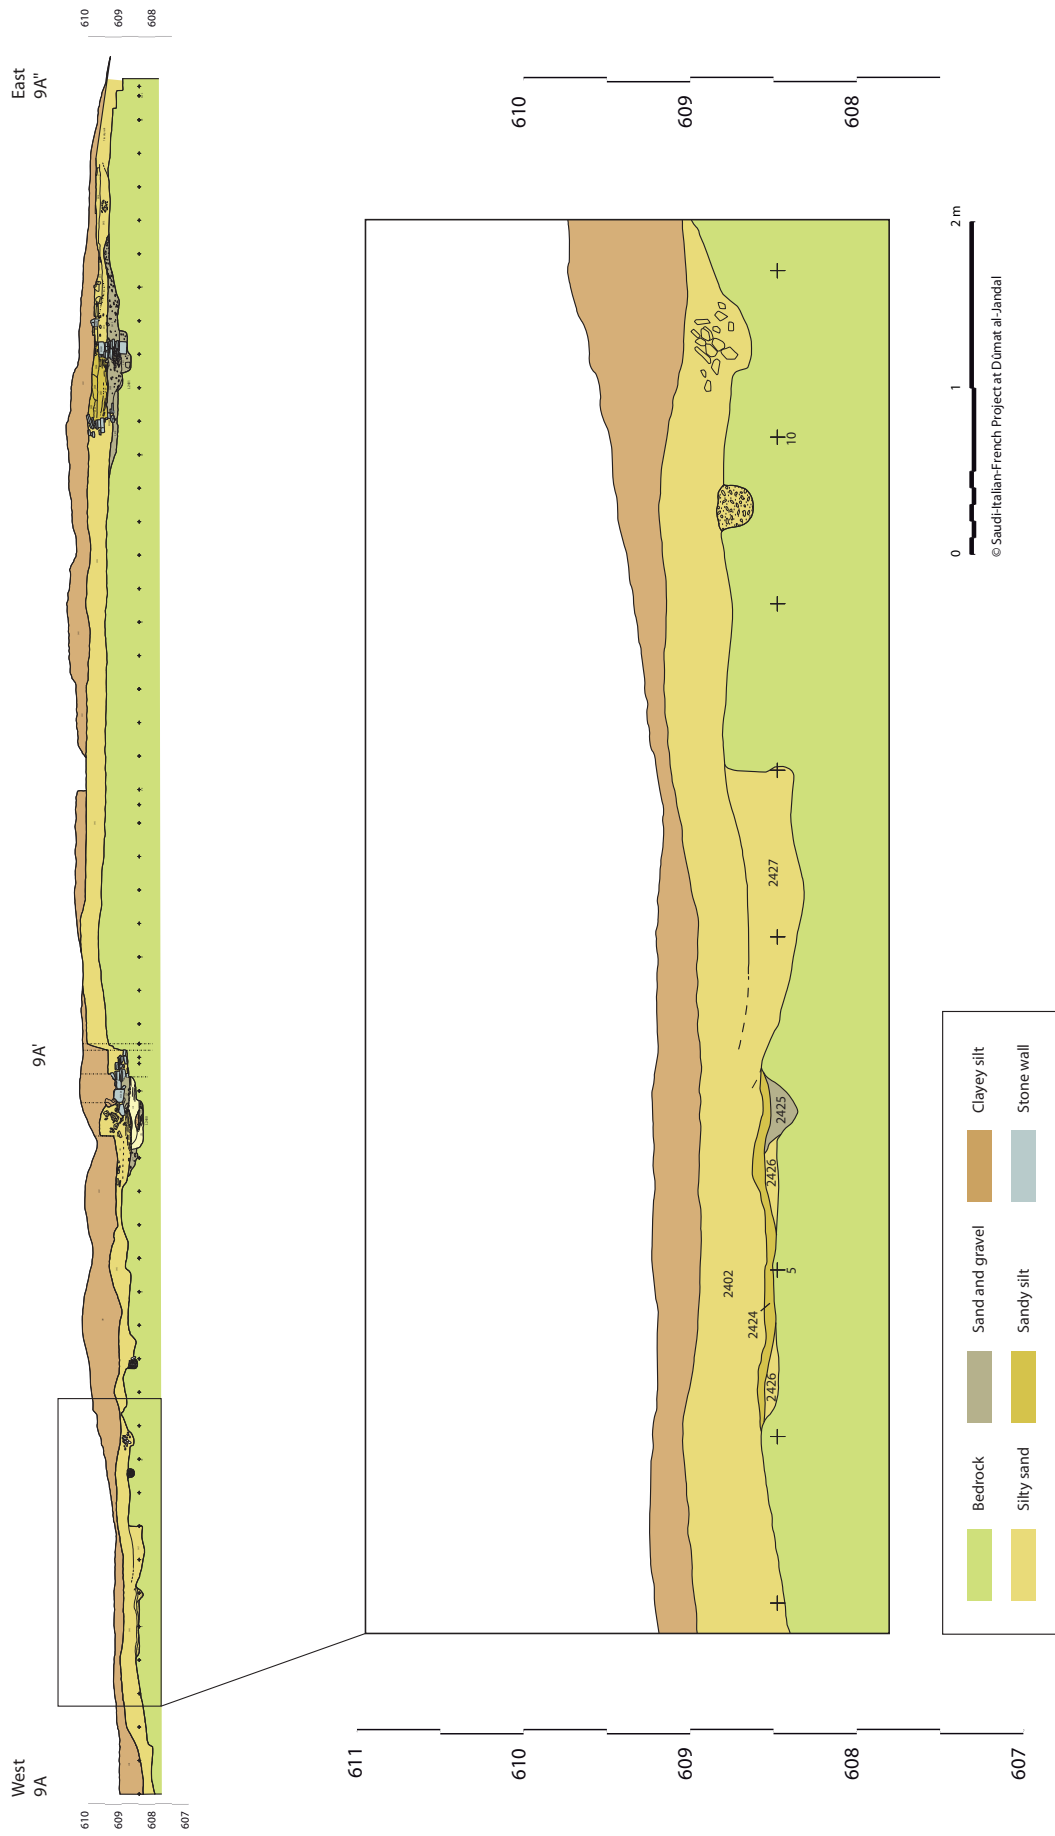 West
9A
9A'
East
9A"
610
609
608
607
610
609
608
611
610
609
608
607
610
609
608
2426
2424
2402
5
2426
2425
2427
10
0
1
2 m
© Saudi-Italian-French Project at Dûmat al-Jandal
Bedrock
Sand and gravel
Clayey silt
Silty sand
Sandy silt
Stone wall